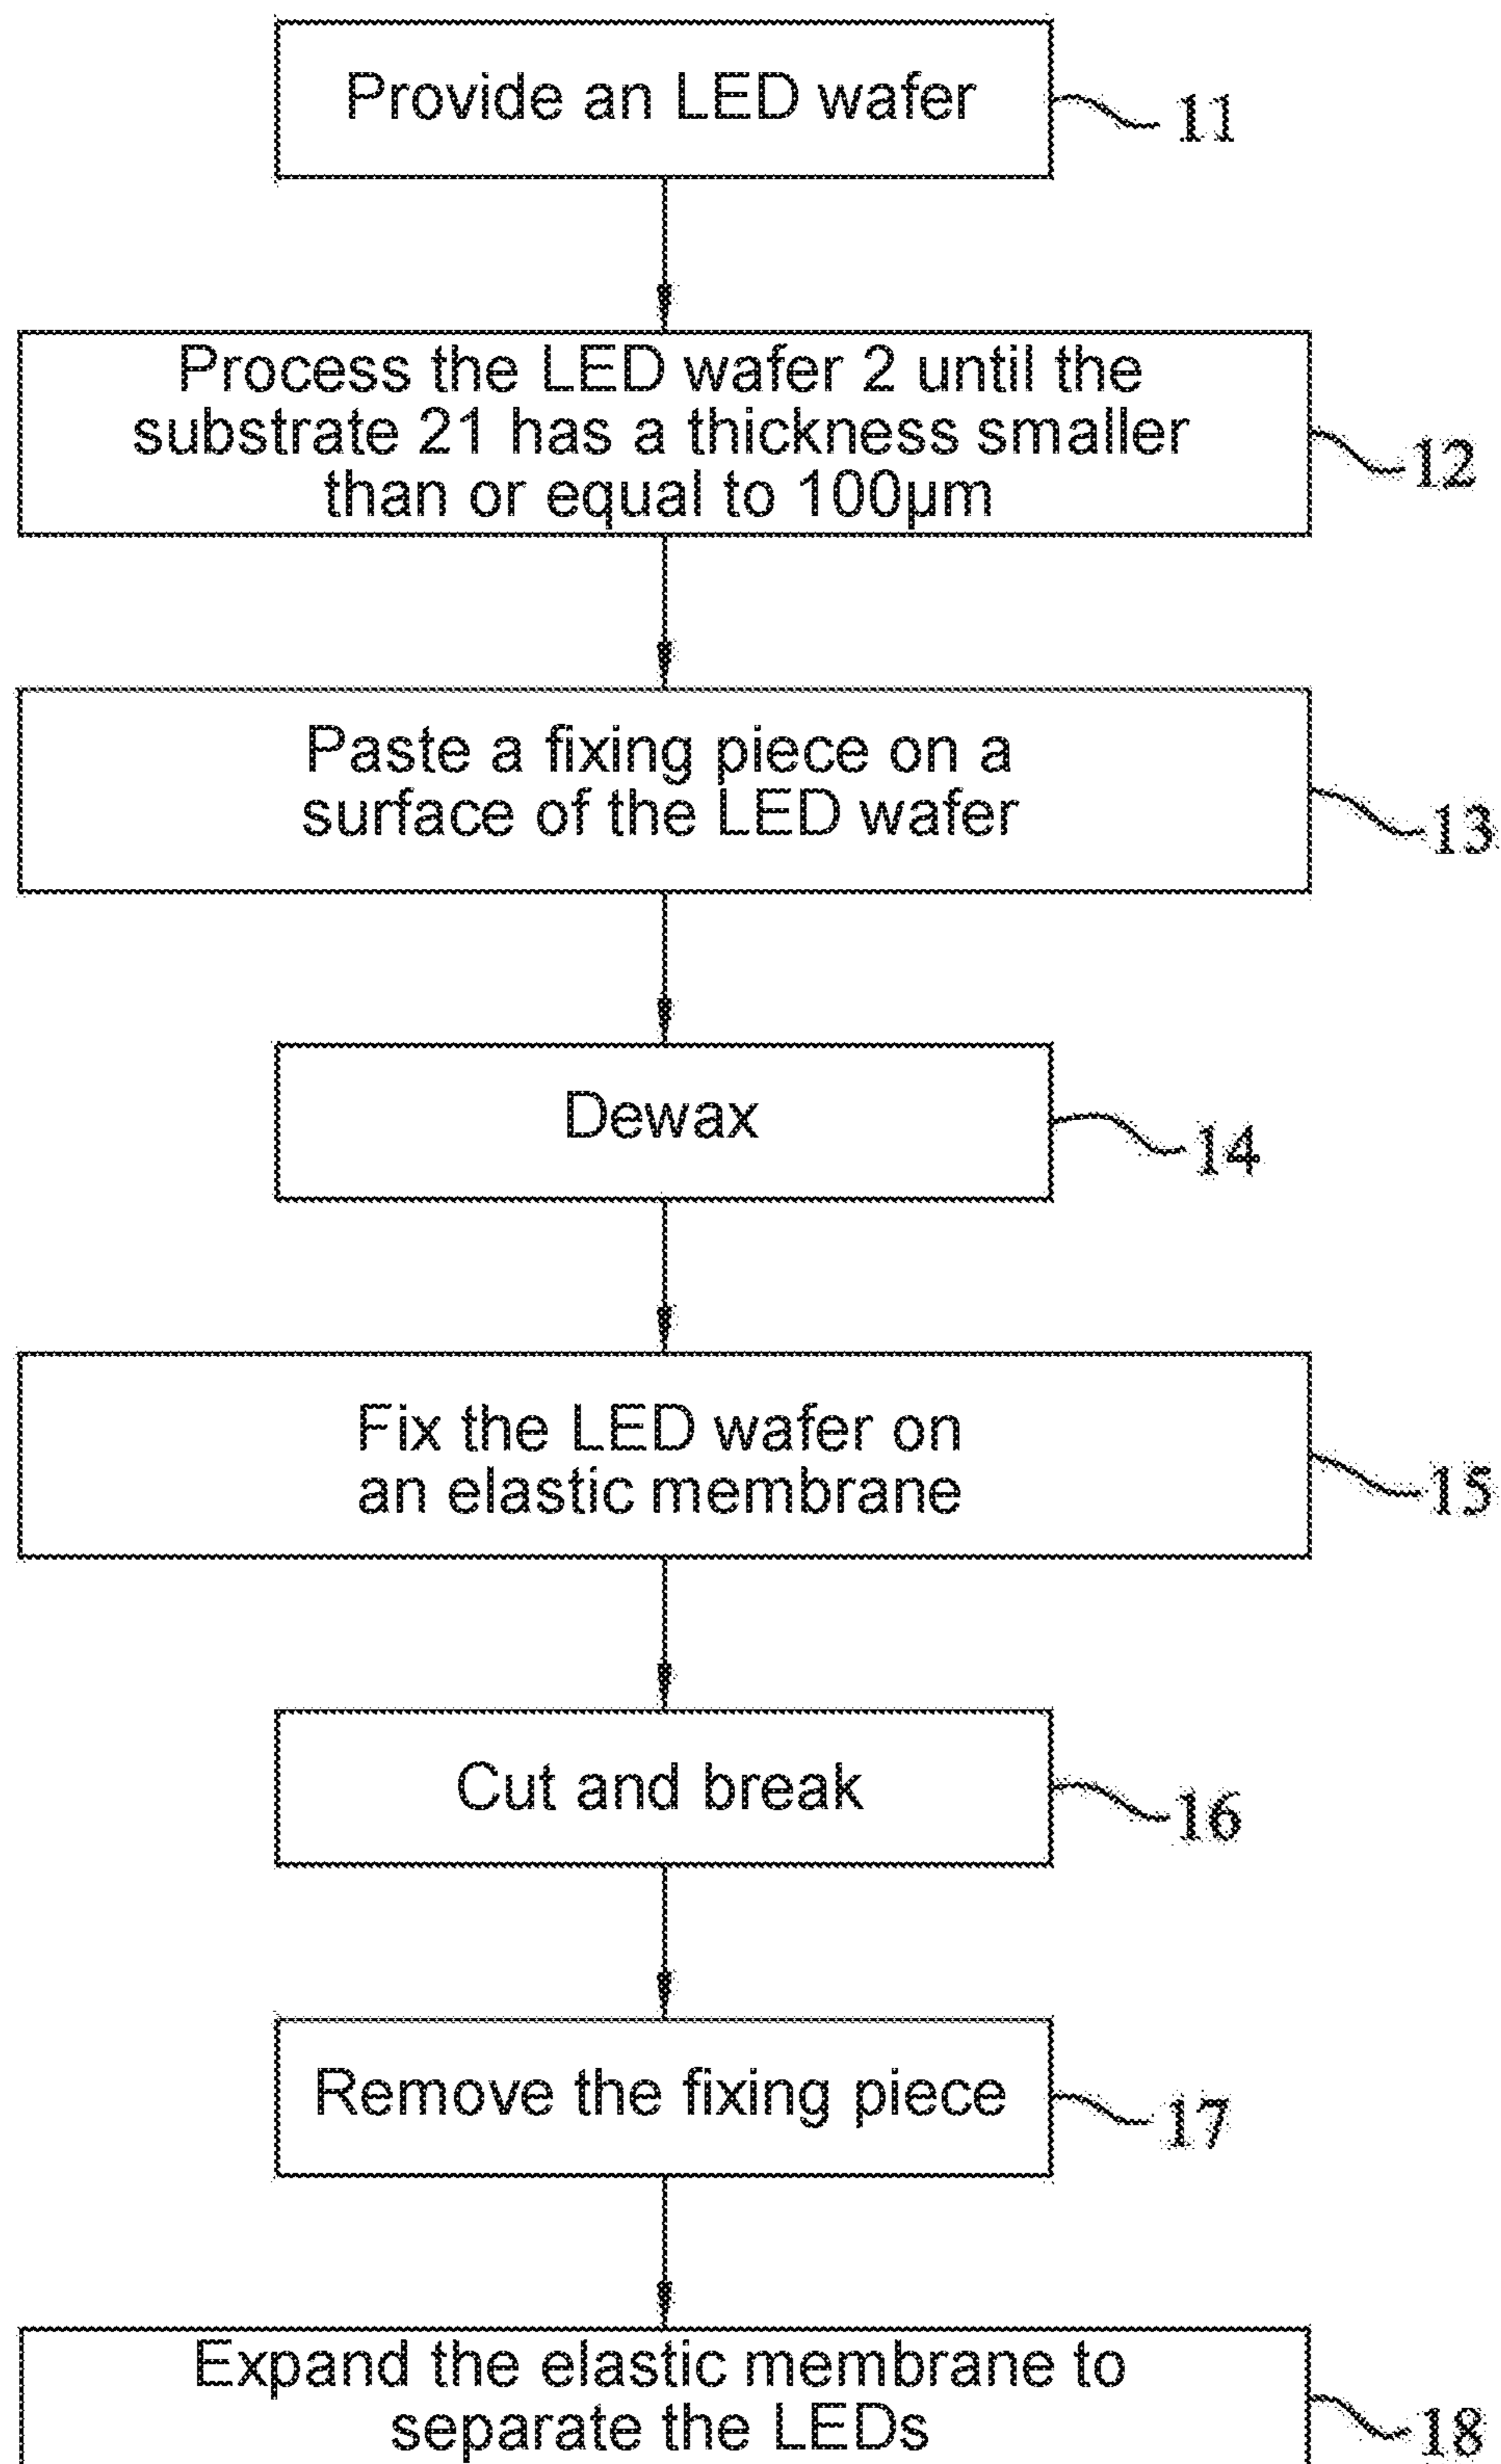 Provide an LED wafer
11
Process the LED wafer 2 until the
substrate 21 has a thickness smaller
than or equal to 100μm
12
Paste a fixing piece on a
surface of the LED wafer
13
Dewax
14
Fix the LED wafer on
an elastic membrane
15
Cut and break
16
Remove the fixing piece
17
Expand the elastic membrane to
separate the LEDs
18